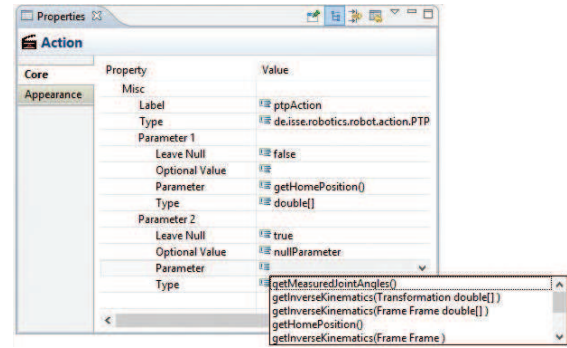 Properties
Action
Core
Appearance
Property Value
Misc
Label ptpAction
Type de.isse.robotics.robot.action.PTP
Parameter 1
Leave Null false
Optional Value
Parameter getHomePosition()
Type double[]
Parameter 2
Leave Null true
Optional Value nullParameter
Parameter
Type
getMeasuredJointAngles()
getInverseKinematics(Transformation double[] )
getInverseKinematics(Frame Frame double[] )
getHomePosition()
getInverseKinematics(Frame Frame )